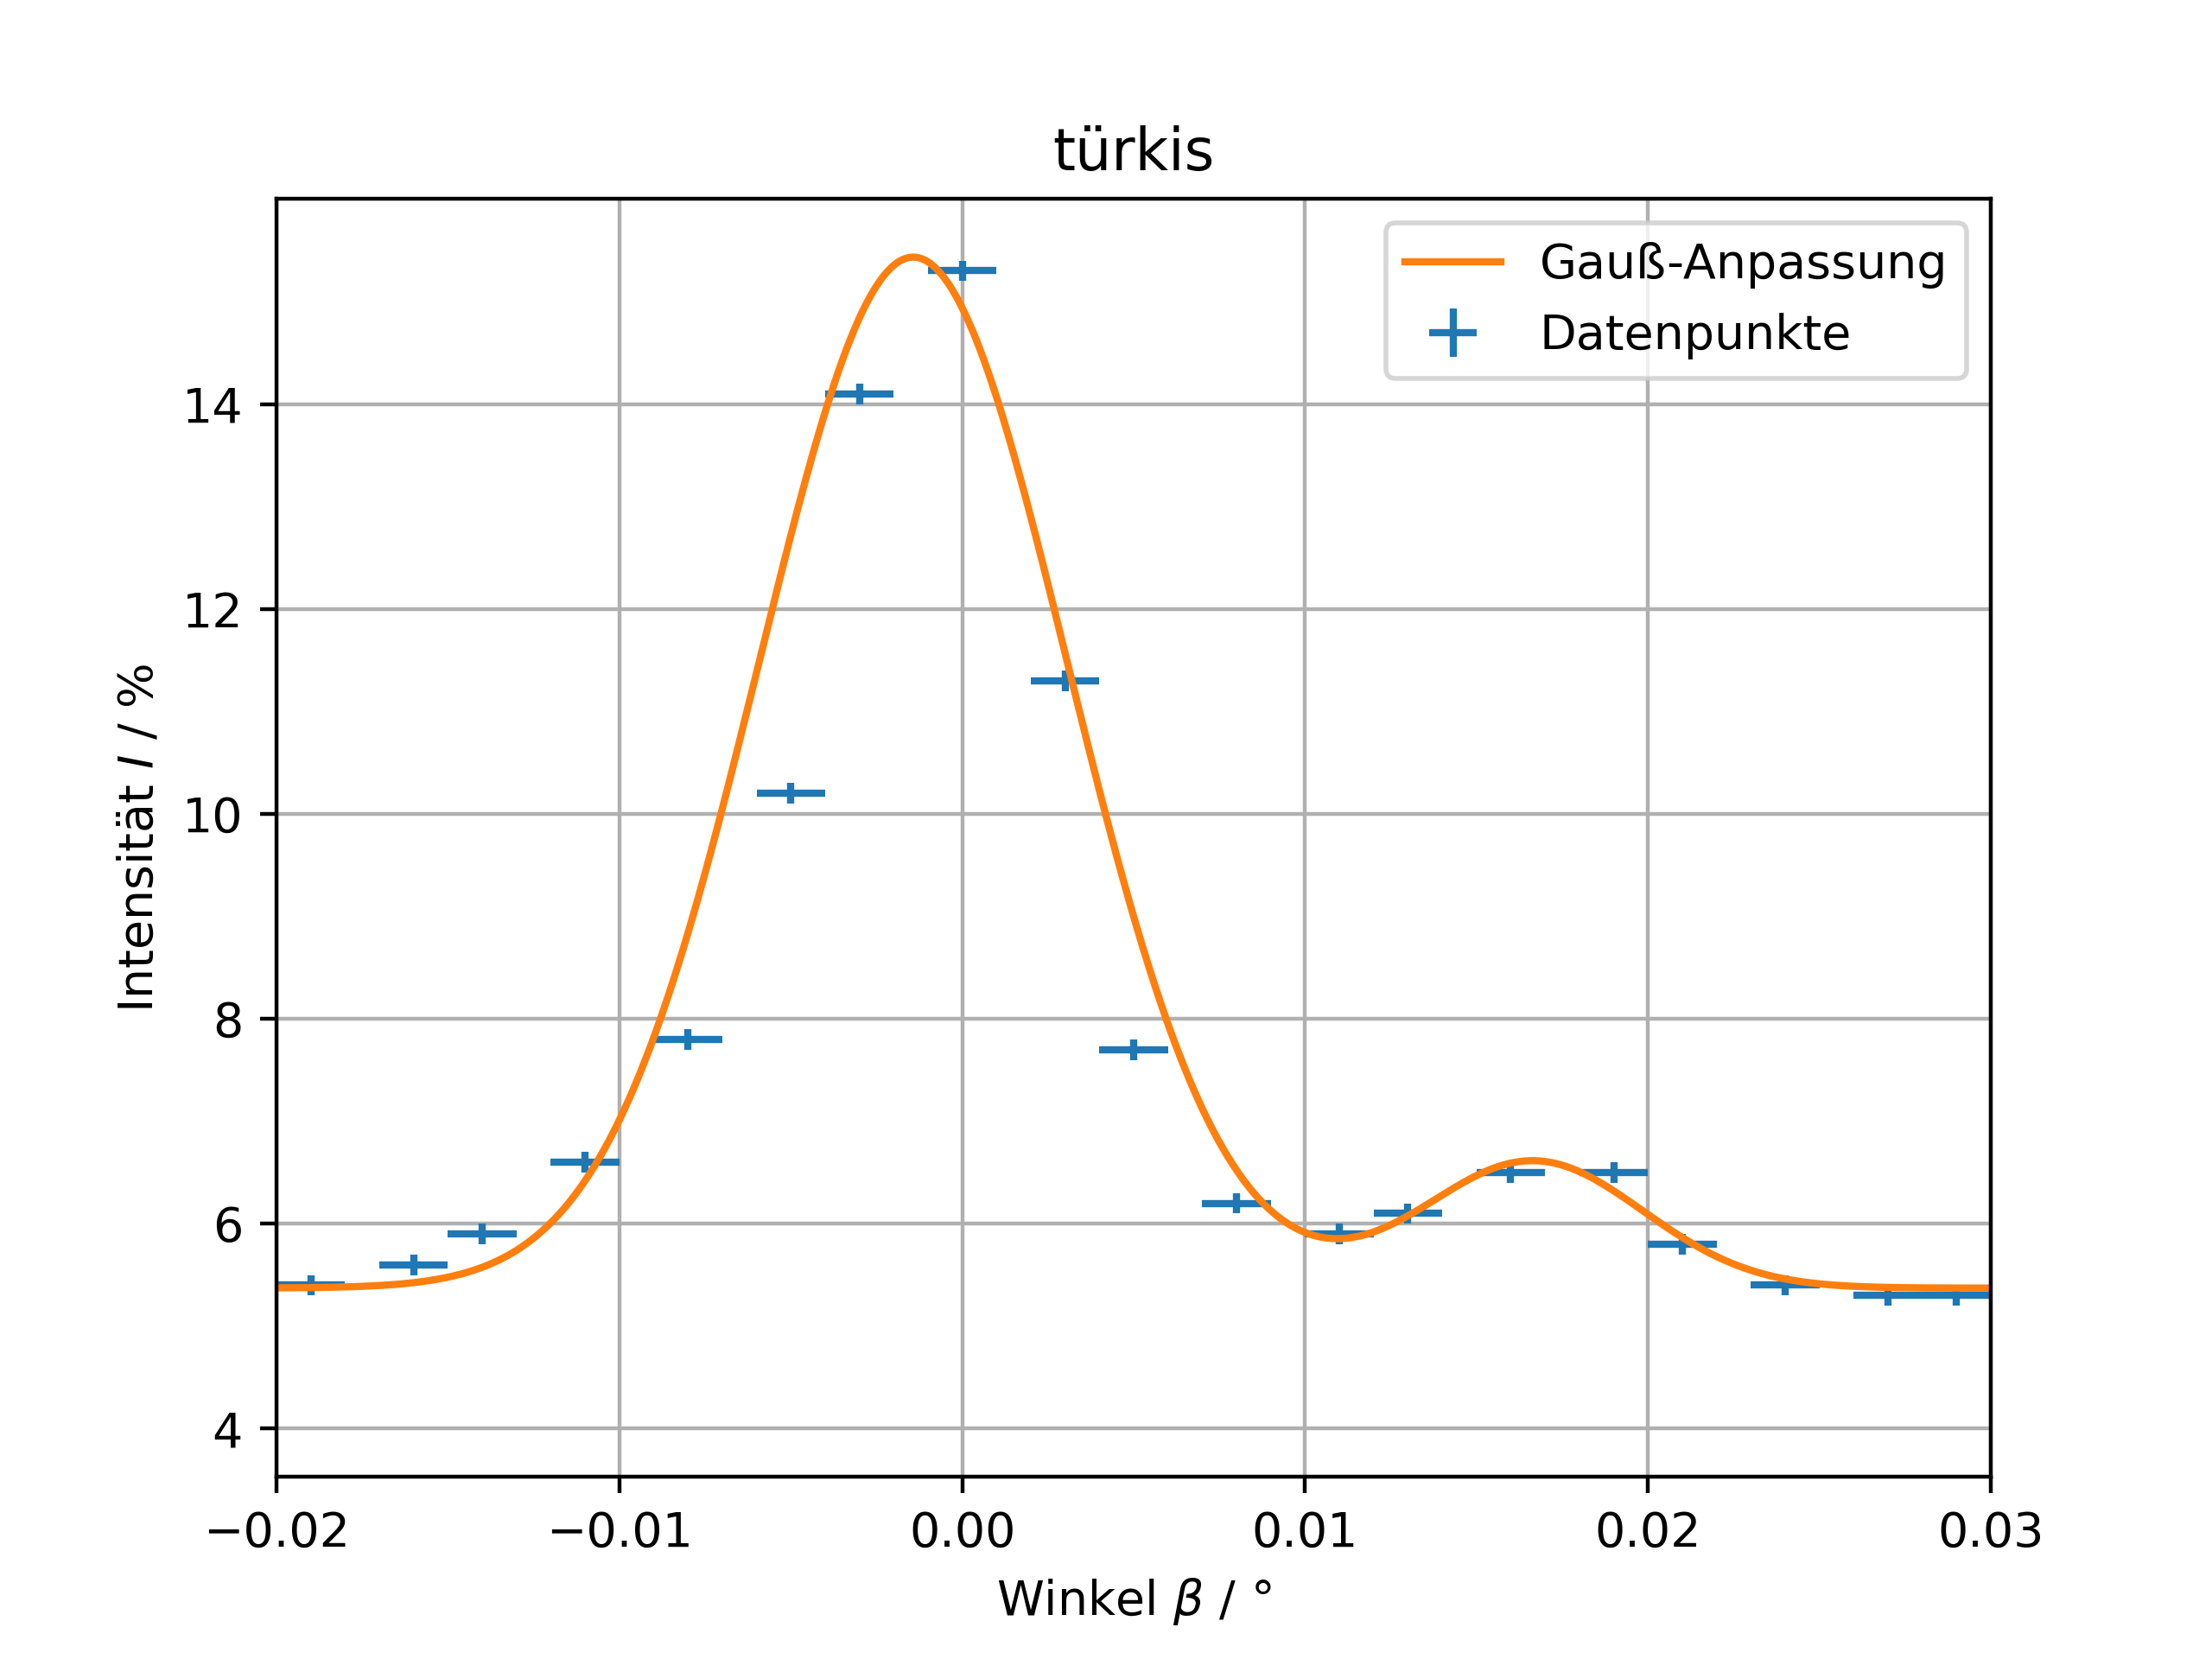 türkis
Gauß-Anpassung
Datenpunkte
Intensität I / %
14
12
10
8
6
4
−0.02
−0.01
0.00
0.01
0.02
0.03
Winkel β / °